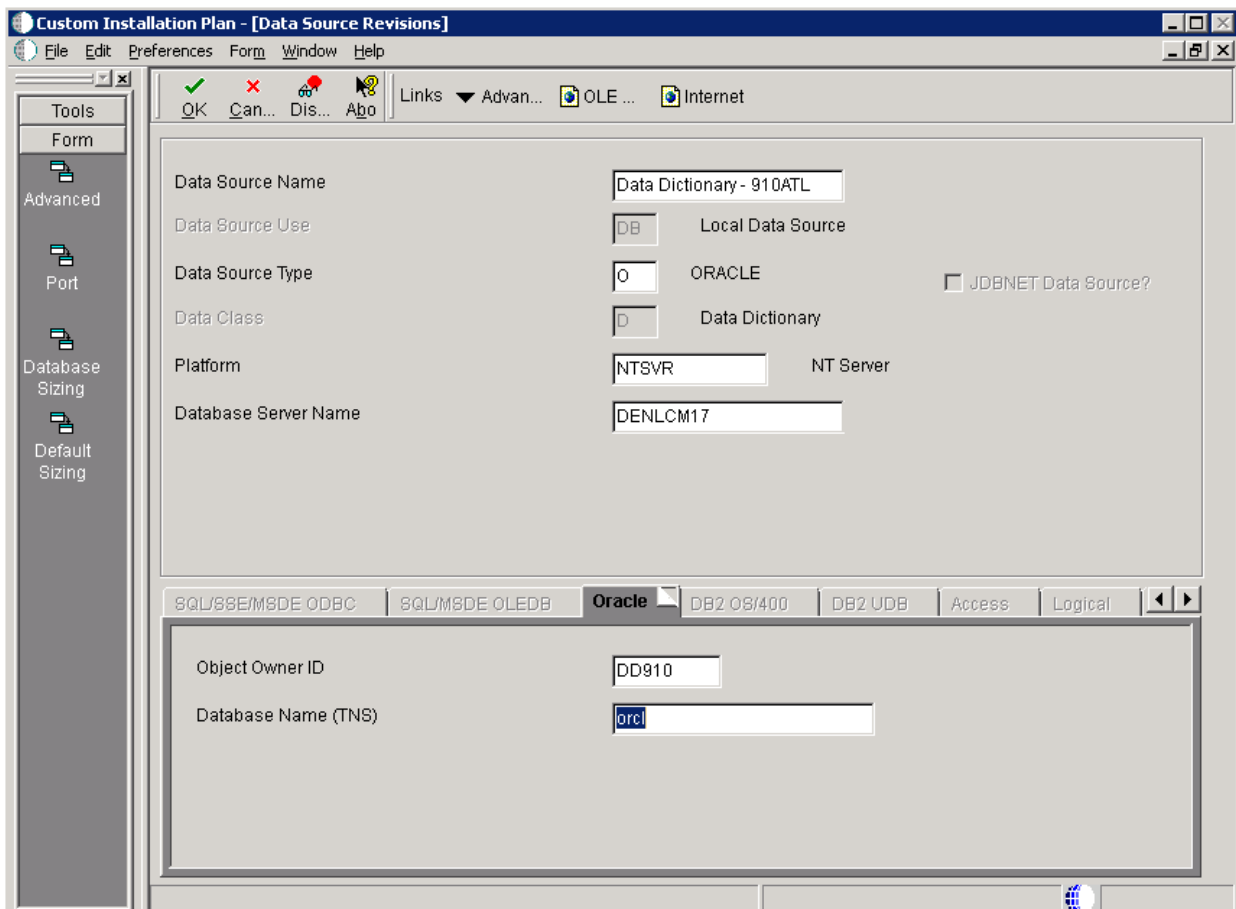 Custom Installation Plan - [Data Source Revisions]
File Edit Preferences Form Window Help
Tools
Form
Advanced
Port
Database
Sizing
Default
Sizing
OK Can... Dis... Abo Links Advan... OLE ... Internet
Data Source Name Data Dictionary - 910ATL
Data Source Use DB Local Data Source
Data Source Type O ORACLE JDBNET Data Source?
Data Class D Data Dictionary
Platform NTSVR NT Server
Database Server Name DENLCM17
SQL/SSE/MSDE ODBC SQL/MSDE OLEDB Oracle DB2 OS/400 DB2 UDB Access Logical
Object Owner ID DD910
Database Name (TNS) orcl